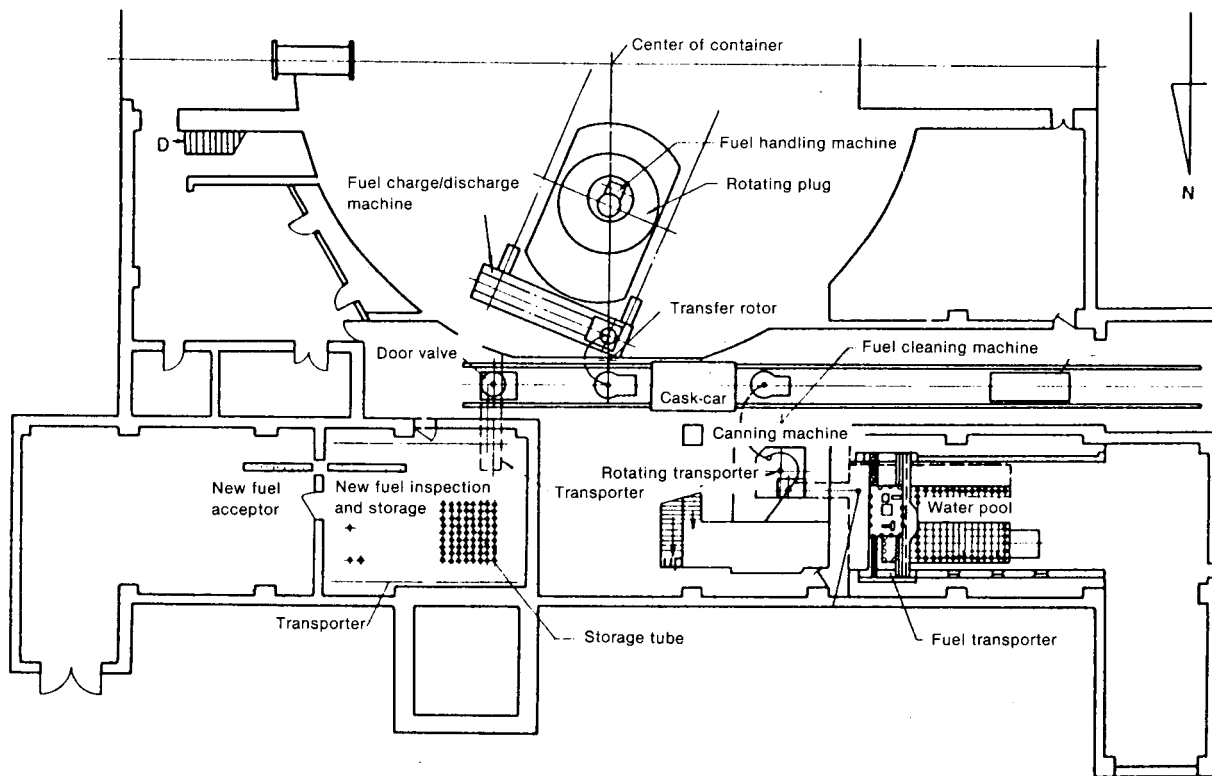 Center of container
D
Fuel handling machine
Fuel charge/discharge
machine
Rotating plug
N
Transfer rotor
Door valve
Fuel cleaning machine
Cask-car
Canning machine
Rotating transporter
Transporter
New fuel
acceptor
New fuel inspection
and storage
Water pool
Transporter
Storage tube
Fuel transporter